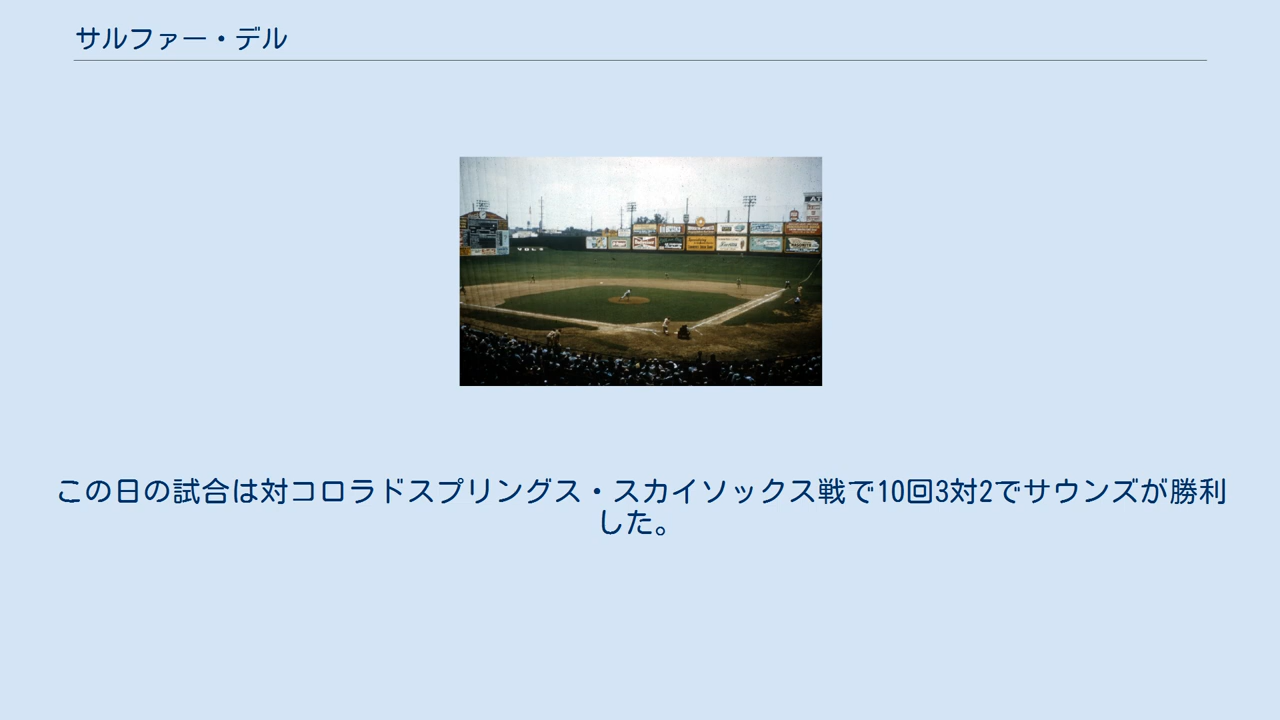 サルファー・デル
この日の試合は対コロラドスプリングス・スカイソックス戦で10回3対2でサウンズが勝利
した。